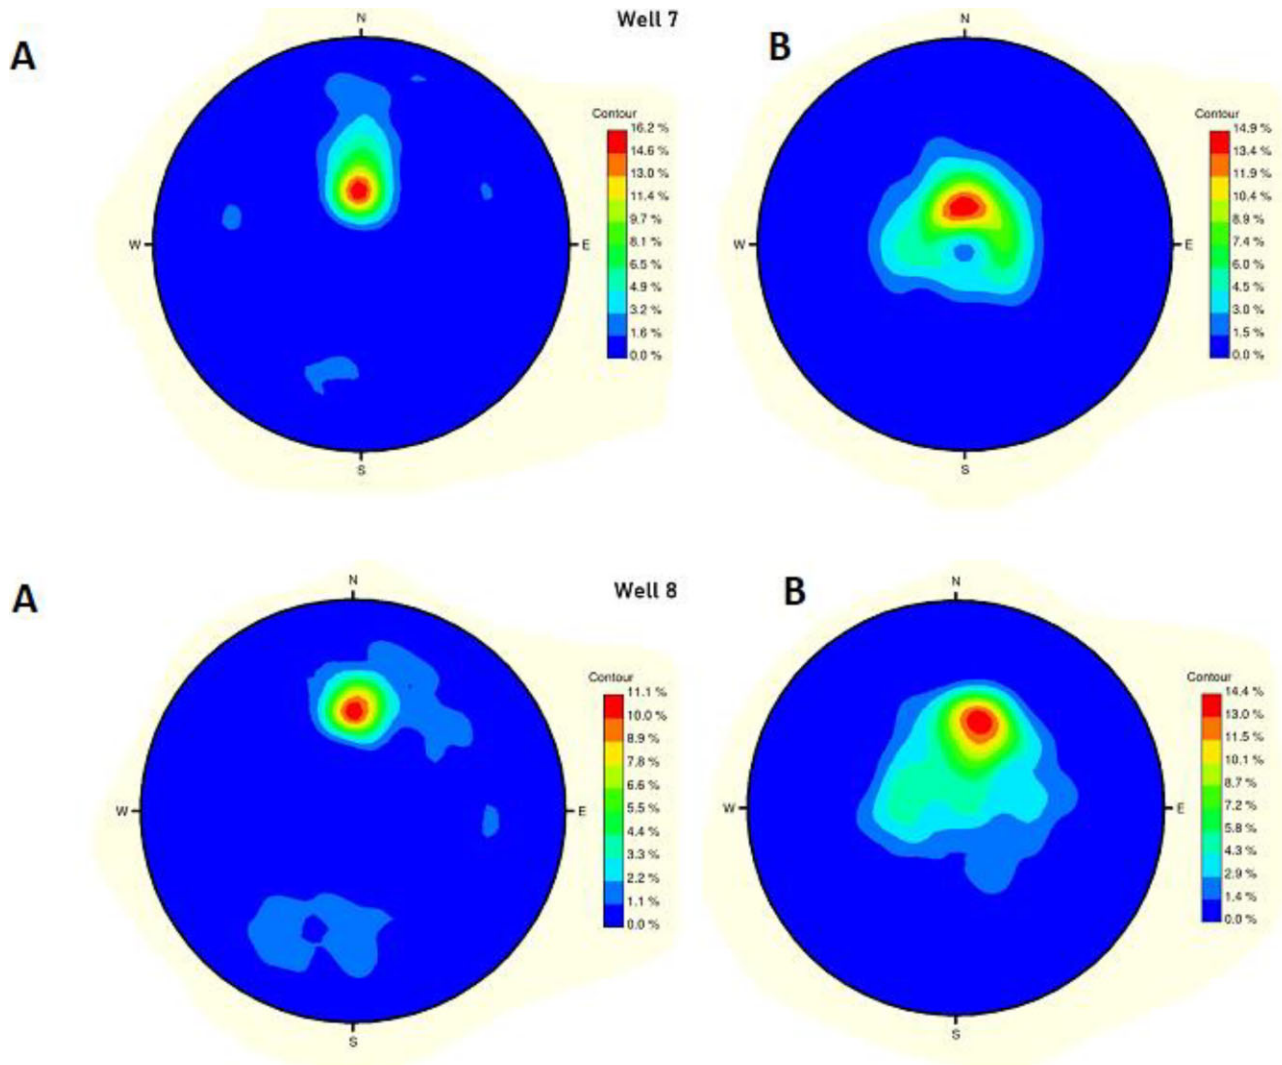 Well 7
A
N
W
E
S
Contour
16.2 %
14.6 %
13.0 %
11.4 %
9.7 %
8.1 %
6.5 %
4.9 %
3.2 %
1.6 %
0.0 %
B
N
W
E
S
Contour
14.9 %
13.4 %
11.9 %
10.4 %
8.9 %
7.4 %
6.0 %
4.5 %
3.0 %
1.5 %
0.0 %
Well 8
A
N
W
E
S
Contour
11.1 %
10.0 %
8.9 %
7.8 %
6.6 %
5.5 %
4.4 %
3.3 %
2.2 %
1.1 %
0.0 %
B
N
W
E
S
Contour
14.4 %
13.0 %
11.5 %
10.1 %
8.7 %
7.2 %
5.8 %
4.3 %
2.9 %
1.4 %
0.0 %